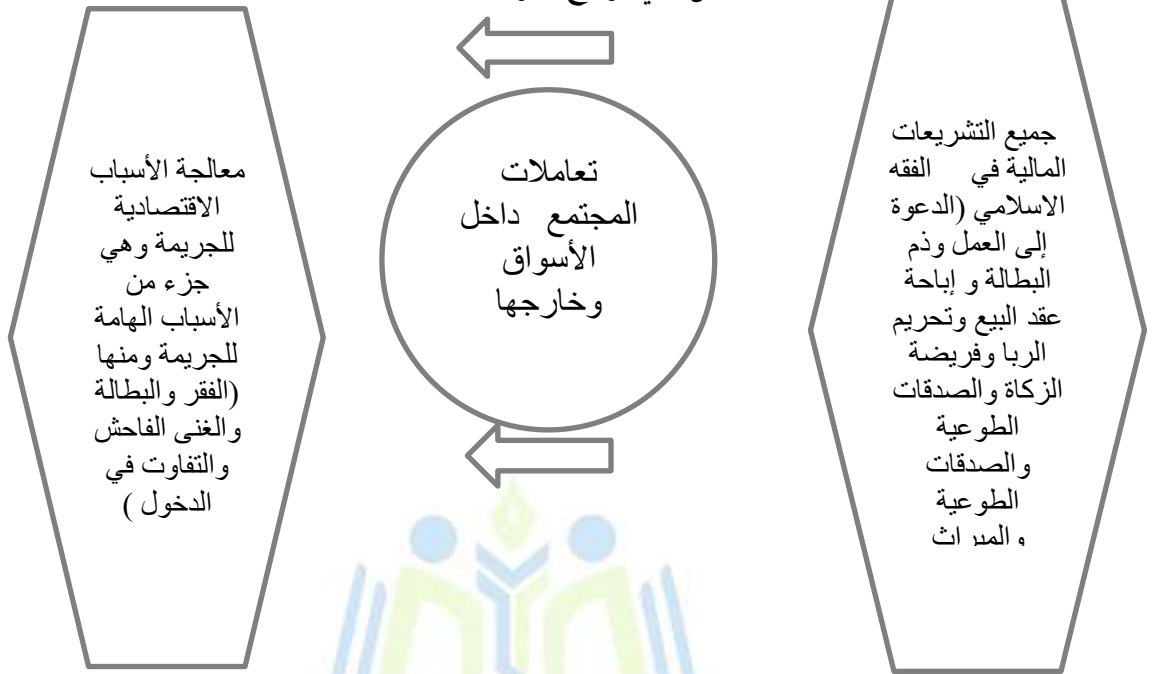 جميع التشريعات
المالية في الفقه
الاسلامي (الدعوة
إلى العمل وذم
البطالة و إباحة
عقد البيع وتحريم
الربا وفريضة
الزكاة والصدقات
الطوعية
والصدقات
الطوعية
والميراث
تعاملات
المجتمع داخل
الأسواق
وخارجها
معالجة الأسباب
الاقتصادية
للجريمة وهي
جزء من
الأسباب الهامة
للجريمة ومنها
(الفقر والبطالة
والغنى الفاحش
والتفاوت في
الدخول )